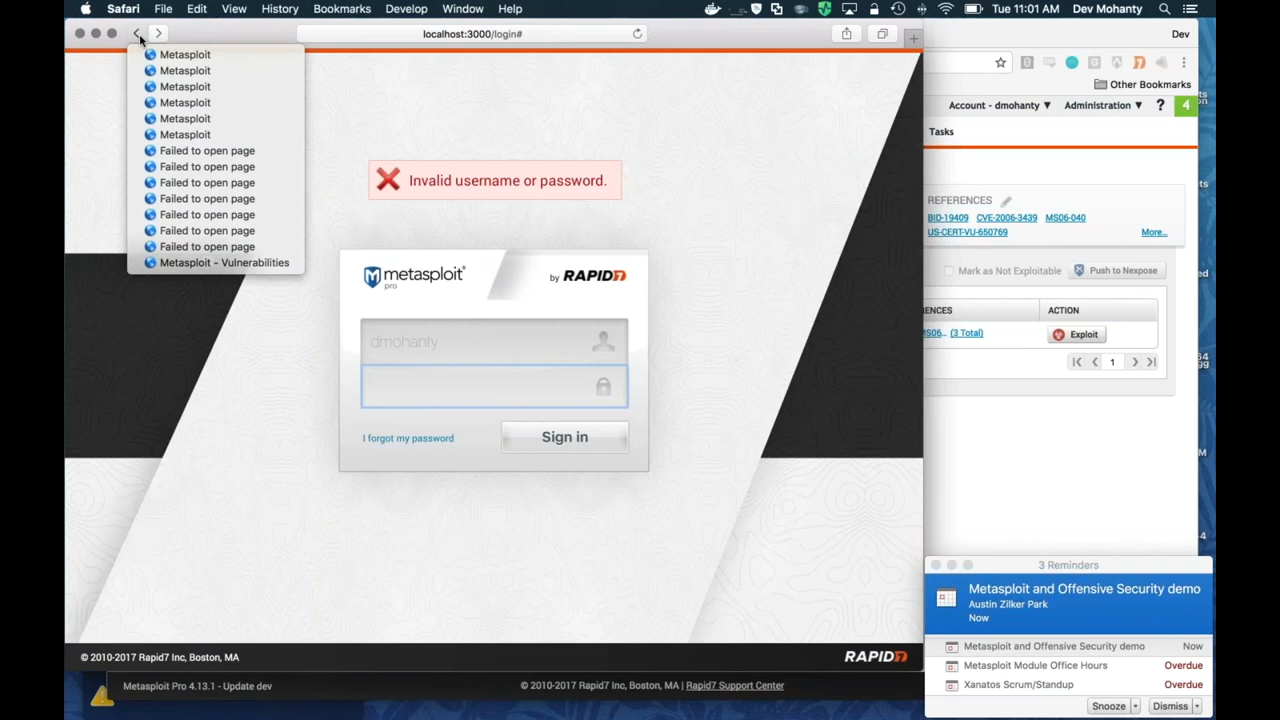 Safari File Edit View History Bookmarks Develop Window Help
Tue 11:01 AM Dev Mohanty
localhost:3000/login#
Dev
Metasploit
Metasploit
Metasploit
Metasploit
Metasploit
Metasploit
Failed to open page
Failed to open page
Failed to open page
Failed to open page
Failed to open page
Failed to open page
Failed to open page
Metasploit - Vulnerabilities
Invalid username or password.
metasploit®
pro
by RAPID7
dmohanty
I forgot my password
Sign in
© 2010-2017 Rapid7 Inc, Boston, MA
RAPID7
Metasploit Pro 4.13.1 - Update dev
© 2010-2017 Rapid7 Inc, Boston, MA | Rapid7 Support Center
Other Bookmarks
Account - dmohanty ▼ Administration ▼ ? 4
Tasks
REFERENCES
BID-19409 CVE-2006-3439 MS06-040
US-CERT-VU-650769 More...
Mark as Not Exploitable Push to Nexpose
ENCES ACTION
MS06... (3 Total) Exploit
1
3 Reminders
Metasploit and Offensive Security demo
Austin Zilker Park
Now
Metasploit and Offensive Security demo Now
Metasploit Module Office Hours Overdue
Xanatos Scrum/Standup Overdue
Snooze Dismiss